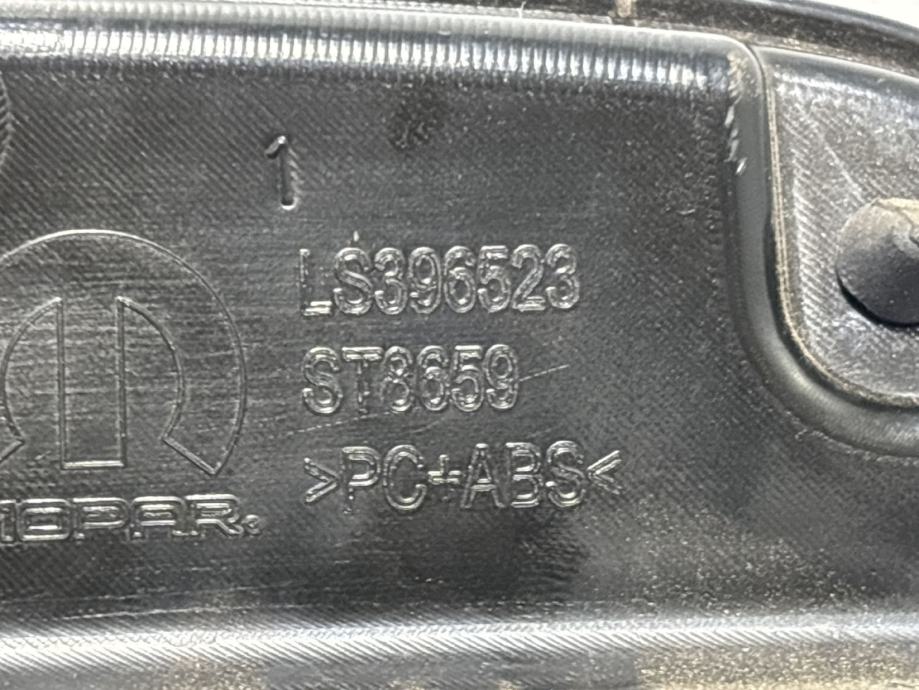 1
LS396523
ST8659
>PC+ABS<
MOPAR®